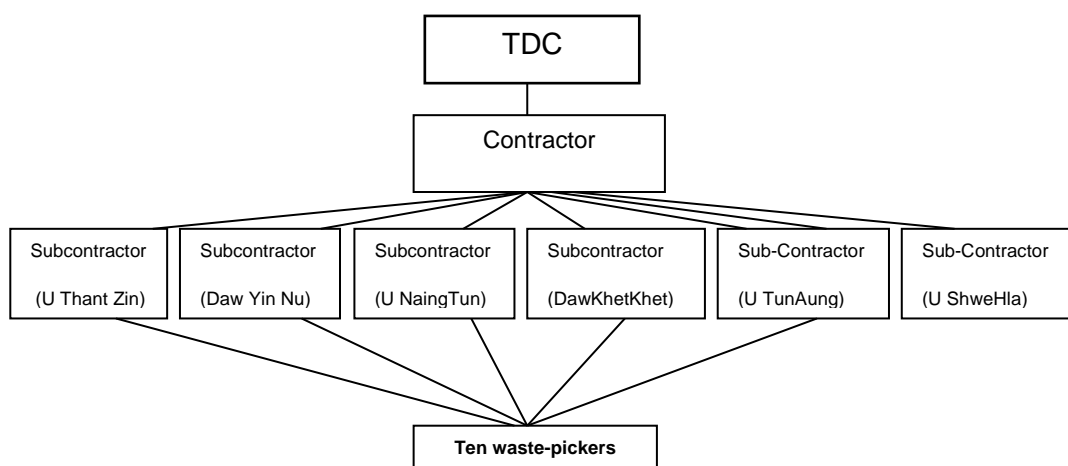 TDC
Contractor
Subcontractor
(U Thant Zin)
Subcontractor
(Daw Yin Nu)
Subcontractor
(U NaingTun)
Subcontractor
(DawKhetKhet)
Sub-Contractor
(U TunAung)
Sub-Contractor
(U ShweHla)
Ten waste-pickers